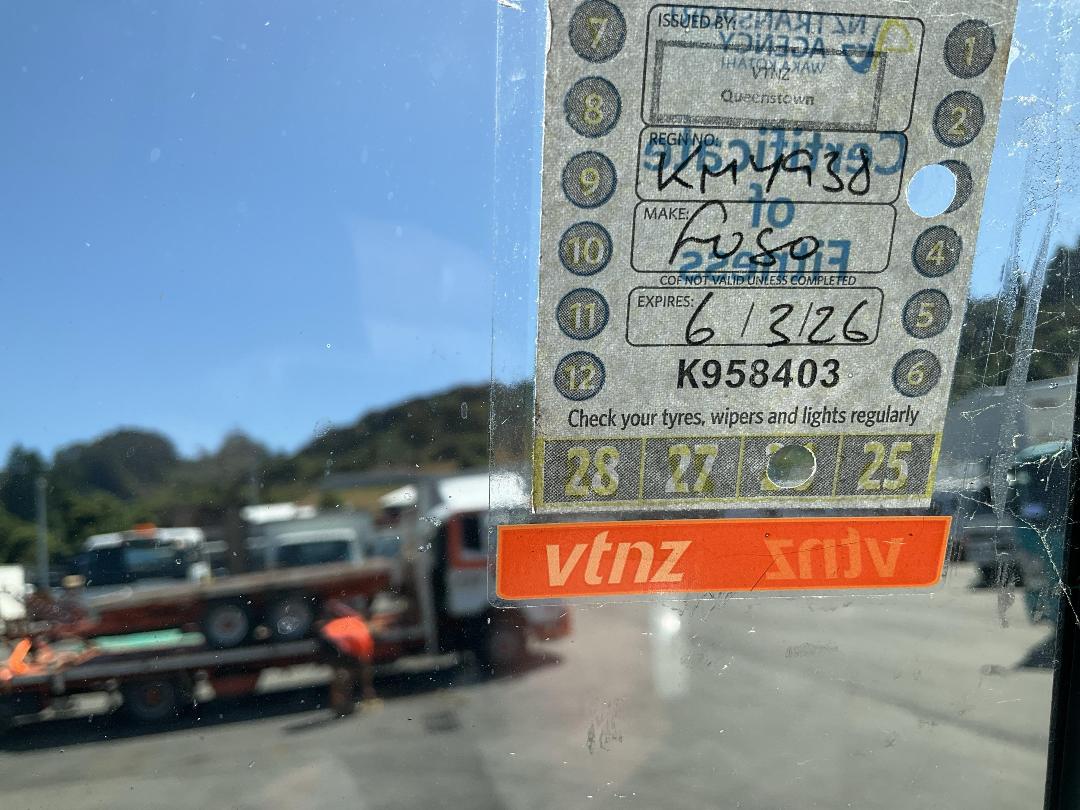 7
ISSUED BY:
NZ TRANSPORT
AGENCY
WAKA KOTAHI
VTNZ
Queenstown
1
8
2
REGN NO:
Certificate
KMY938
9
of
10
MAKE:
Fuso
4
Fitness
COF NOT VALID UNLESS COMPLETED
11
EXPIRES:
6/3/26
5
12
K958403
6
Check your tyres, wipers and lights regularly
28 27 25
vtnz vtnz